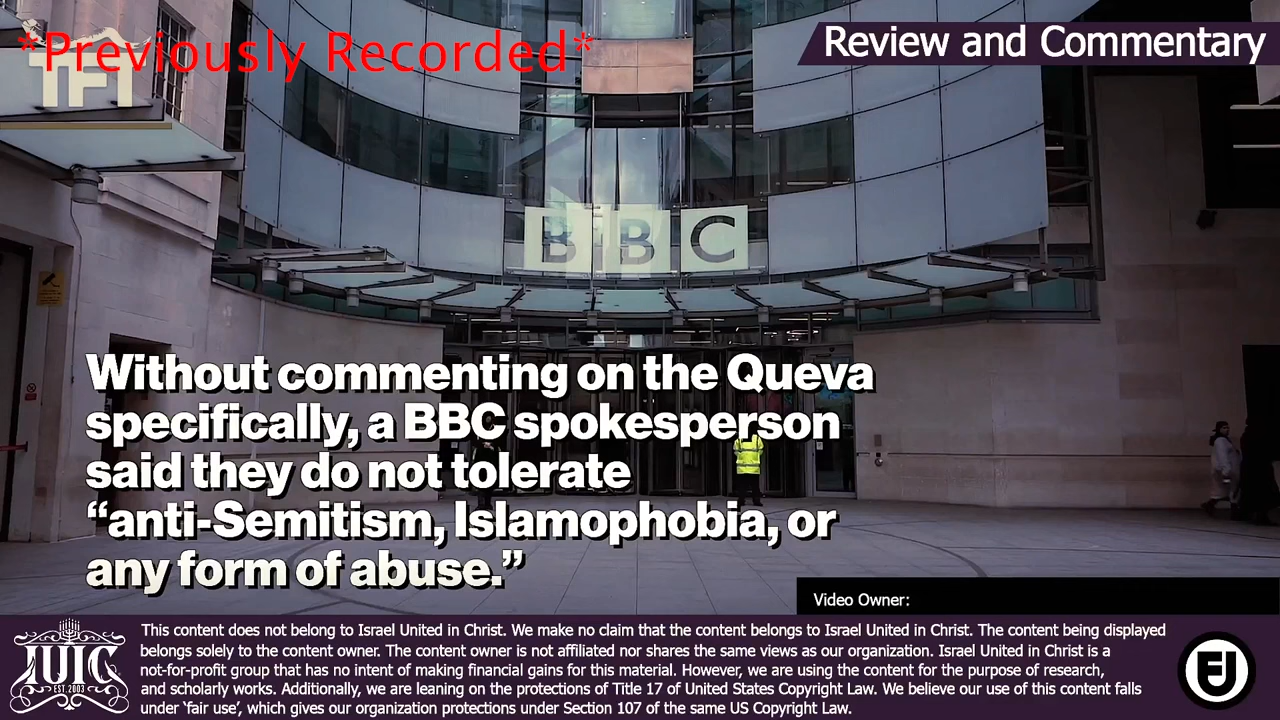 *Previously Recorded*
TFI
Review and Commentary
BBC
Without commenting on the Queva
specifically, a BBC spokesperson
said they do not tolerate
“anti-Semitism, Islamophobia, or
any form of abuse.”
Video Owner:
IUIC
EST. 2003
This content does not belong to Israel United in Christ. We make no claim that the content belongs to Israel United in Christ. The content being displayed
belongs solely to the content owner. The content owner is not affiliated nor shares the same views as our organization. Israel United in Christ is a
not-for-profit group that has no intent of making financial gains for this material. However, we are using the content for the purpose of research,
and scholarly works. Additionally, we are leaning on the protections of Title 17 of United States Copyright Law. We believe our use of this content falls
under ‘fair use’, which gives our organization protections under Section 107 of the same US Copyright Law.